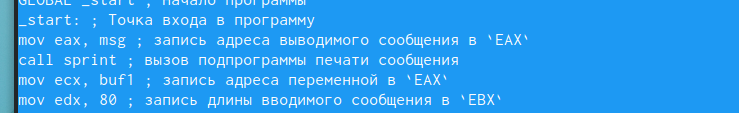 GLOBAL _start ; Начало программы
_start: ; Точка входа в программу
mov eax, msg ; запись адреса выводимого сообщения в `EAX`
call sprint ; вызов подпрограммы печати сообщения
mov ecx, buf1 ; запись адреса переменной в `EAX`
mov edx, 80 ; запись длины вводимого сообщения в `EBX`